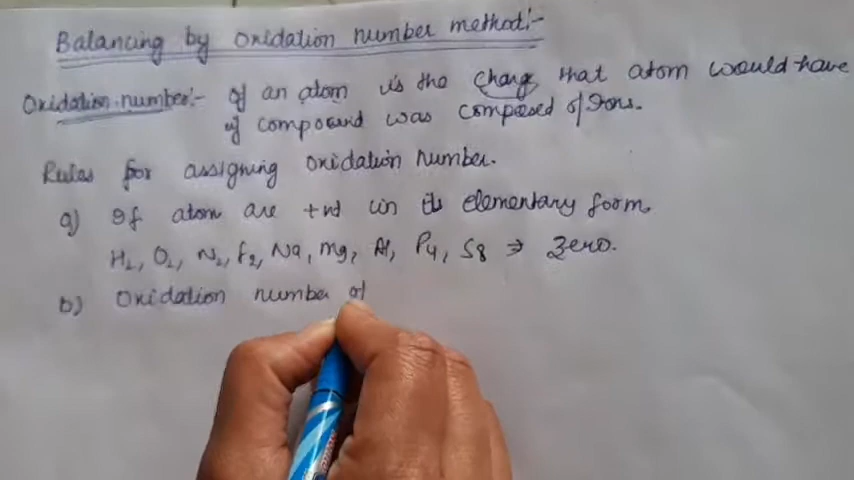 Balancing by oxidation number method:-
Oxidation number:- of an atom is the charge that atom would have
if compound was composed of Ions.
Rules for assigning oxidation number.
a) If atom are +nt in its elementary form.
H₂, O₂, N₂, F₂, Na, Mg, Al, P₄, S₈ ⇒ Zero.
b) Oxidation number of